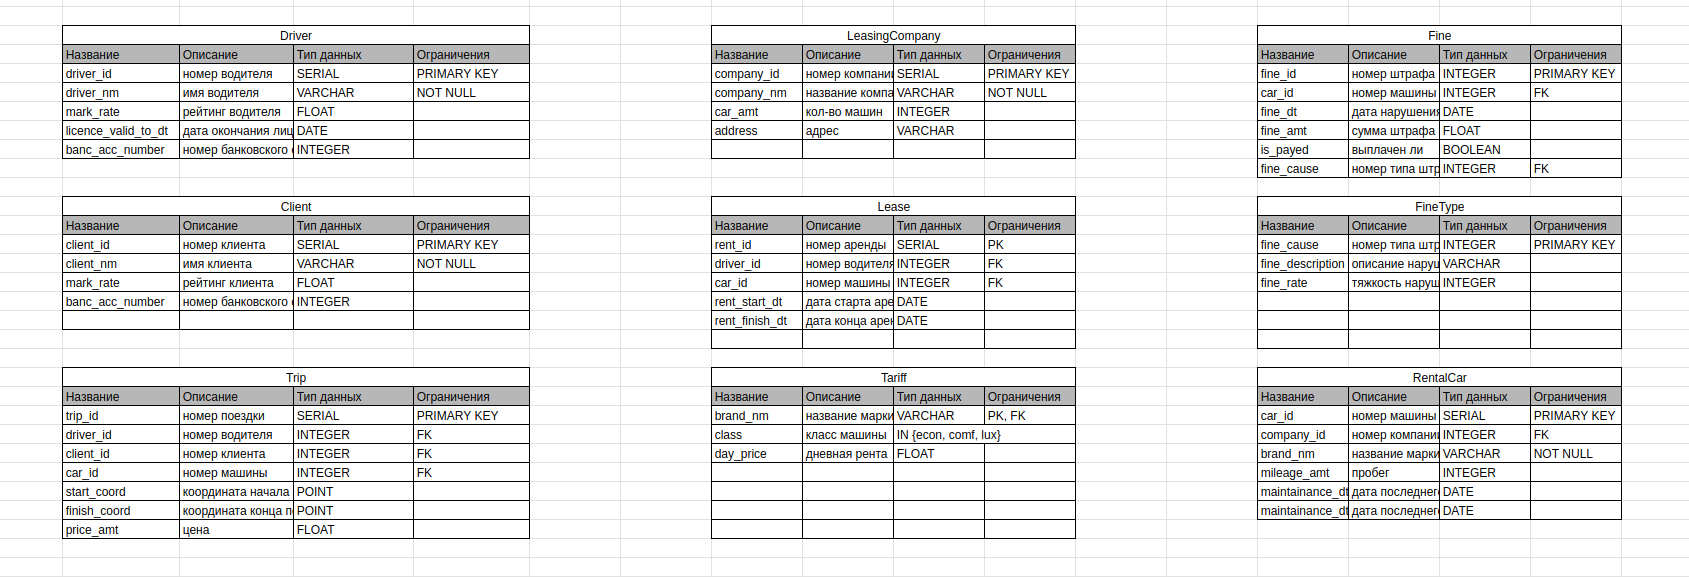 Driver
Название Описание Тип данных Ограничения
driver_id номер водителя SERIAL PRIMARY KEY
driver_nm имя водителя VARCHAR NOT NULL
mark_rate рейтинг водителя FLOAT
licence_valid_to_dt дата окончания лиц DATE
banc_acc_number номер банковского INTEGER
LeasingCompany
Название Описание Тип данных Ограничения
company_id номер компани SERIAL PRIMARY KEY
company_nm название компа VARCHAR NOT NULL
car_amt кол-во машин INTEGER
address адрес VARCHAR
Fine
Название Описание Тип данных Ограничения
fine_id номер штрафа INTEGER PRIMARY KEY
car_id номер машины INTEGER FK
fine_dt дата нарушения DATE
fine_amt сумма штрафа FLOAT
is_payed выплачен ли BOOLEAN
fine_cause номер типа штр INTEGER FK
Client
Название Описание Тип данных Ограничения
client_id номер клиента SERIAL PRIMARY KEY
client_nm имя клиента VARCHAR NOT NULL
mark_rate рейтинг клиента FLOAT
banc_acc_number номер банковского INTEGER
Lease
Название Описание Тип данных Ограничения
rent_id номер аренды SERIAL PK
driver_id номер водителя INTEGER FK
car_id номер машины INTEGER FK
rent_start_dt дата старта аре DATE
rent_finish_dt дата конца арен DATE
FineType
Название Описание Тип данных Ограничения
fine_cause номер типа штр INTEGER PRIMARY KEY
fine_description описание наруш VARCHAR
fine_rate тяжкость наруш INTEGER
Trip
Название Описание Тип данных Ограничения
trip_id номер поездки SERIAL PRIMARY KEY
driver_id номер водителя INTEGER FK
client_id номер клиента INTEGER FK
car_id номер машины INTEGER FK
start_coord координата начала POINT
finish_coord координата конца п POINT
price_amt цена FLOAT
Tariff
Название Описание Тип данных Ограничения
brand_nm название марки VARCHAR PK, FK
class класс машины IN {econ, comf, lux}
day_price дневная рента FLOAT
RentalCar
Название Описание Тип данных Ограничения
car_id номер машины SERIAL PRIMARY KEY
company_id номер компани INTEGER FK
brand_nm название марки VARCHAR NOT NULL
mileage_amt пробег INTEGER
maintainance_dt дата последнег DATE
maintainance_dt дата последнег DATE